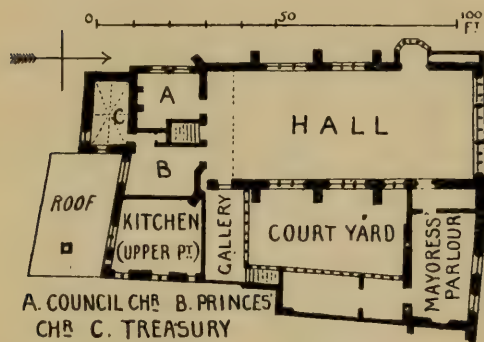 0 50 100
FT
A
C
HALL
B
ROOF
KITCHEN
(UPPER PT)
GALLERY
COURT YARD
MAYORESS'
PARLOUR
A. COUNCIL CHR B. PRINCES'
CHR C. TREASURY